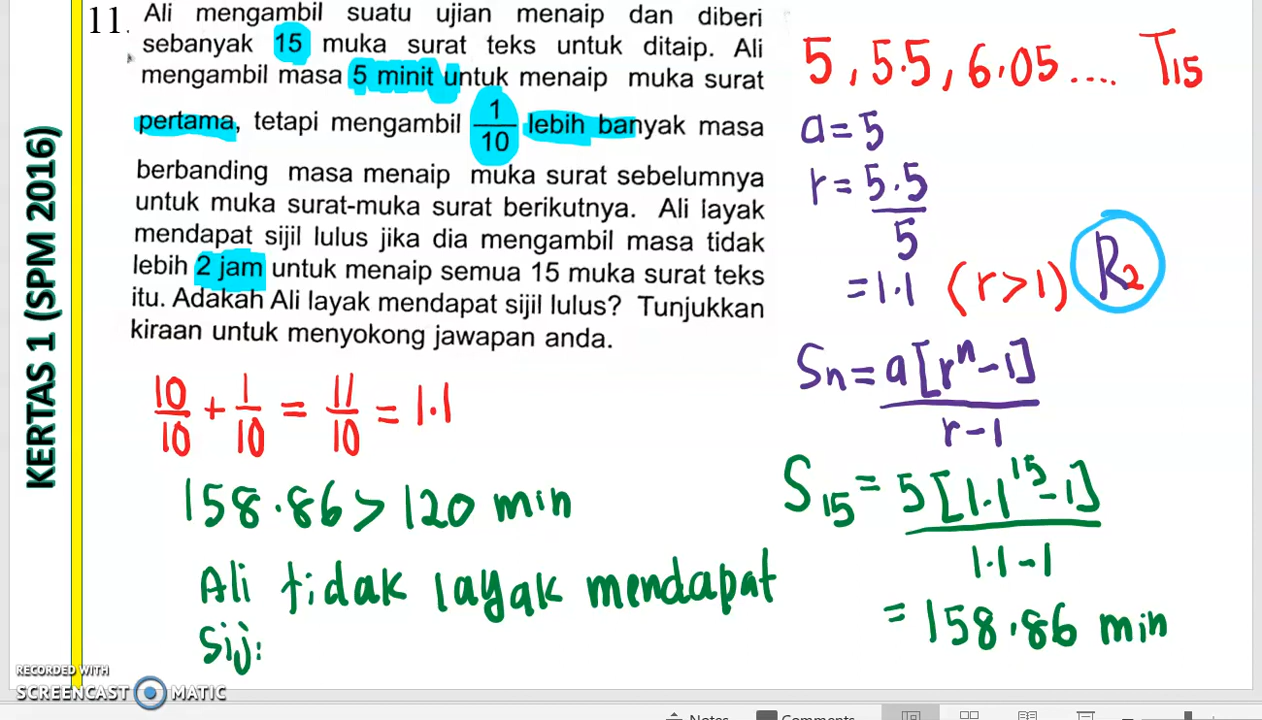 KERTAS 1 (SPM 2016)
11. Ali mengambil suatu ujian menaip dan diberi
sebanyak 15 muka surat teks untuk ditaip. Ali
mengambil masa 5 minit untuk menaip muka surat
pertama, tetapi mengambil 1/10 lebih banyak masa
berbanding masa menaip muka surat sebelumnya
untuk muka surat-muka surat berikutnya. Ali layak
mendapat sijil lulus jika dia mengambil masa tidak
lebih 2 jam untuk menaip semua 15 muka surat teks
itu. Adakah Ali layak mendapat sijil lulus? Tunjukkan
kiraan untuk menyokong jawapan anda.
10/10 + 1/10 = 11/10 = 1.1
158.86 > 120 min
Ali tidak layak mendapat
Sij:
5, 5.5, 6.05.... T₁₅
a = 5
r = 5.5/5
= 1.1 (r>1) R₂
Sn = a[rⁿ-1]/r-1
S₁₅ = 5[1.1¹⁵-1]/1.1-1
= 158.86 min
RECORDED WITH
SCREENCAST MATIC
Notes
Comments